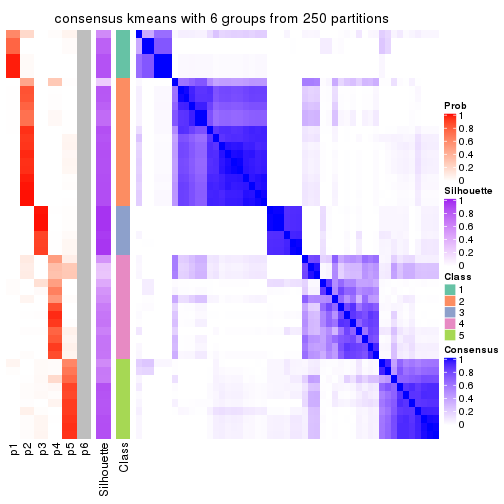 consensus kmeans with 6 groups from 250 partitions
p1
p2
p3
p4
p5
p6
Silhouette
Class
Prob
1
0.8
0.6
0.4
0.2
0
Silhouette
1
0.8
0.6
0.4
0.2
0
Class
1
2
3
4
5
Consensus
1
0.8
0.6
0.4
0.2
0